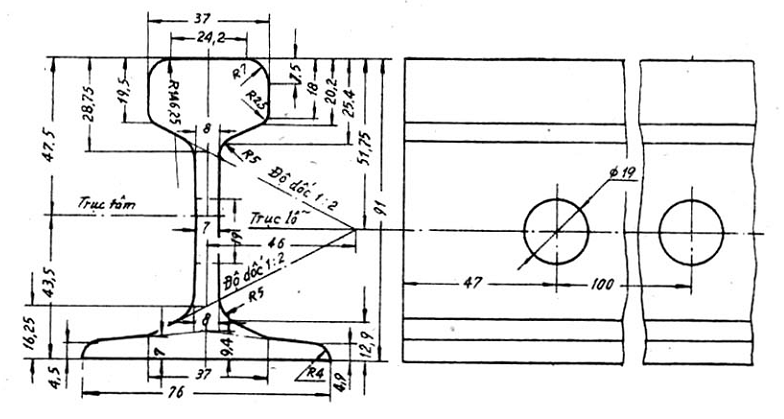 37
24,2
R7
7,5
18
20,2
25,4
19,5
28,75
R146,25
R2,5
8
R5
47,5
51,75
91
Độ dốc 1:2
Trục tâm
Trục lỗ
7
19
46
Độ dốc 1:2
R5
43,5
16,25
4,5
8
7
9,4
12,9
37
R4
4,9
76
φ19
47
100